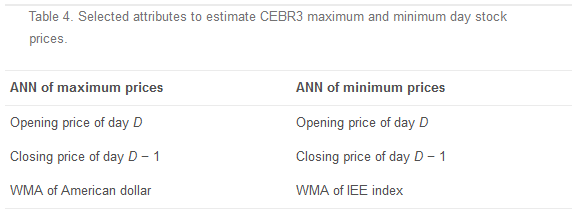 Table 4. Selected attributes to estimate CEBR3 maximum and minimum day stock
prices.
ANN of maximum prices ANN of minimum prices
Opening price of day D Opening price of day D
Closing price of day D − 1 Closing price of day D − 1
WMA of American dollar WMA of IEE index